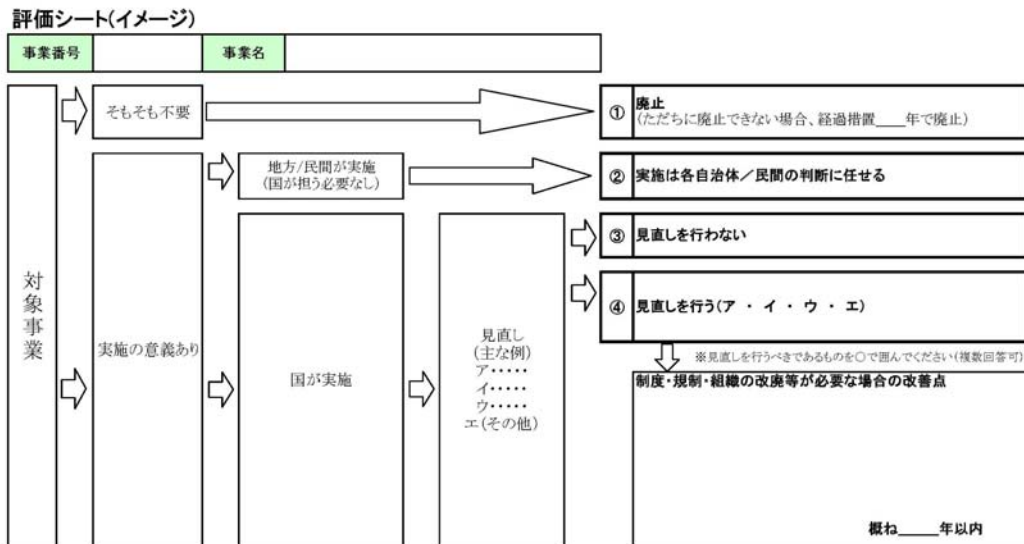 評価シート(イメージ)
事業番号
事業名
対象事業
そもそも不要
① 廃止
(ただちに廃止できない場合、経過措置____年で廃止)
実施の意義あり
地方/民間が実施
(国が担う必要なし)
② 実施は各自治体/民間の判断に任せる
国が実施
見直し
(主な例)
ア・・・・・
イ・・・・・
ウ・・・・・
エ(その他)
③ 見直しを行わない
④ 見直しを行う(ア ・ イ ・ ウ ・ エ)
※見直しを行うべきであるものを○で囲んでください(複数回答可)
制度・規制・組織の改廃等が必要な場合の改善点
概ね_____年以内